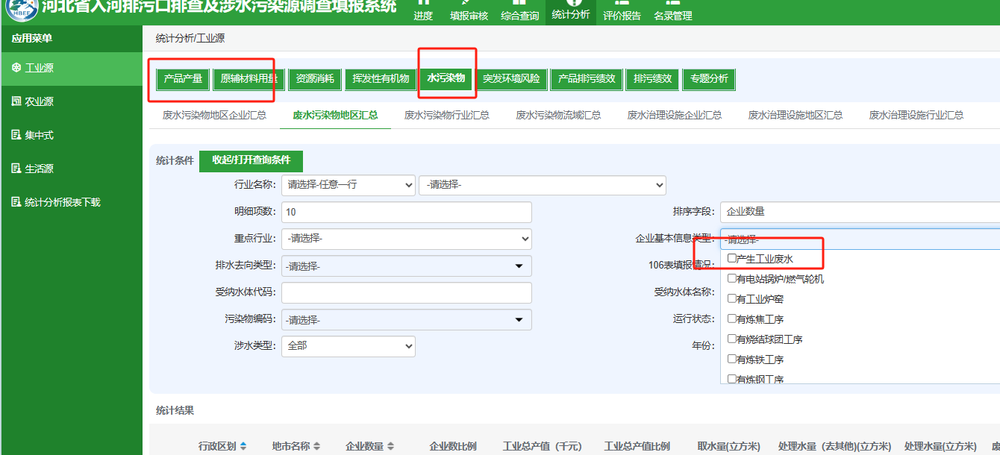 河北省入河排污口排查及涉水污染源调查填报系统
HBEE
进度 填报审核 综合查询 统计分析 评价报告 名录管理
应用菜单
统计分析/工业源
工业源
农业源
集中式
生活源
统计分析报表下载
产品产量 原辅材料用量 资源消耗 挥发性有机物 水污染物 突发环境风险 产品排污绩效 排污绩效 专题分析
废水污染物地区企业汇总 废水污染物地区汇总 废水污染物行业汇总 废水污染物流域汇总 废水治理设施企业汇总 废水治理设施地区汇总 废水治理设施行业汇总
统计条件 收起/打开查询条件
行业名称: 请选择-任意一行 -请选择-
明细项数: 10 排序字段: 企业数量
重点行业: -请选择- 企业基本信息类型: -请选择-
排水去向类型: -请选择- 106表填报情况:
受纳水体代码: 受纳水体名称:
污染物编码: -请选择- 运行状态:
涉水类型: 全部 年份:
产生工业废水
有电站锅炉/燃气轮机
有工业炉窑
有炼焦工序
有烧结球团工序
有炼铁工序
有炼钢工序
统计结果
行政区划 地市名称 企业数量 企业数比例 工业总产值（千元） 工业总产值比例 取水量(立方米) 处理水量（去其他)(立方米) 处理水量(立方米)